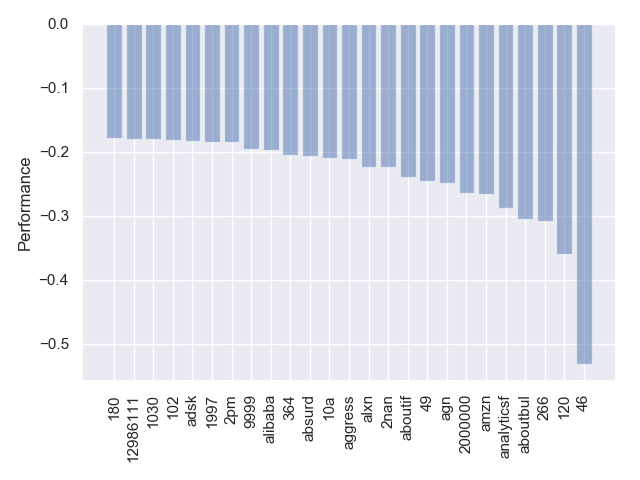 0.0
−0.1
−0.2
−0.3
−0.4
−0.5
Performance
180
12986111
1030
102
adsk
1997
2pm
9999
alibaba
364
absurd
10a
aggress
alxn
2nan
aboutif
49
agn
2000000
amzn
analyticsf
aboutbul
266
120
46